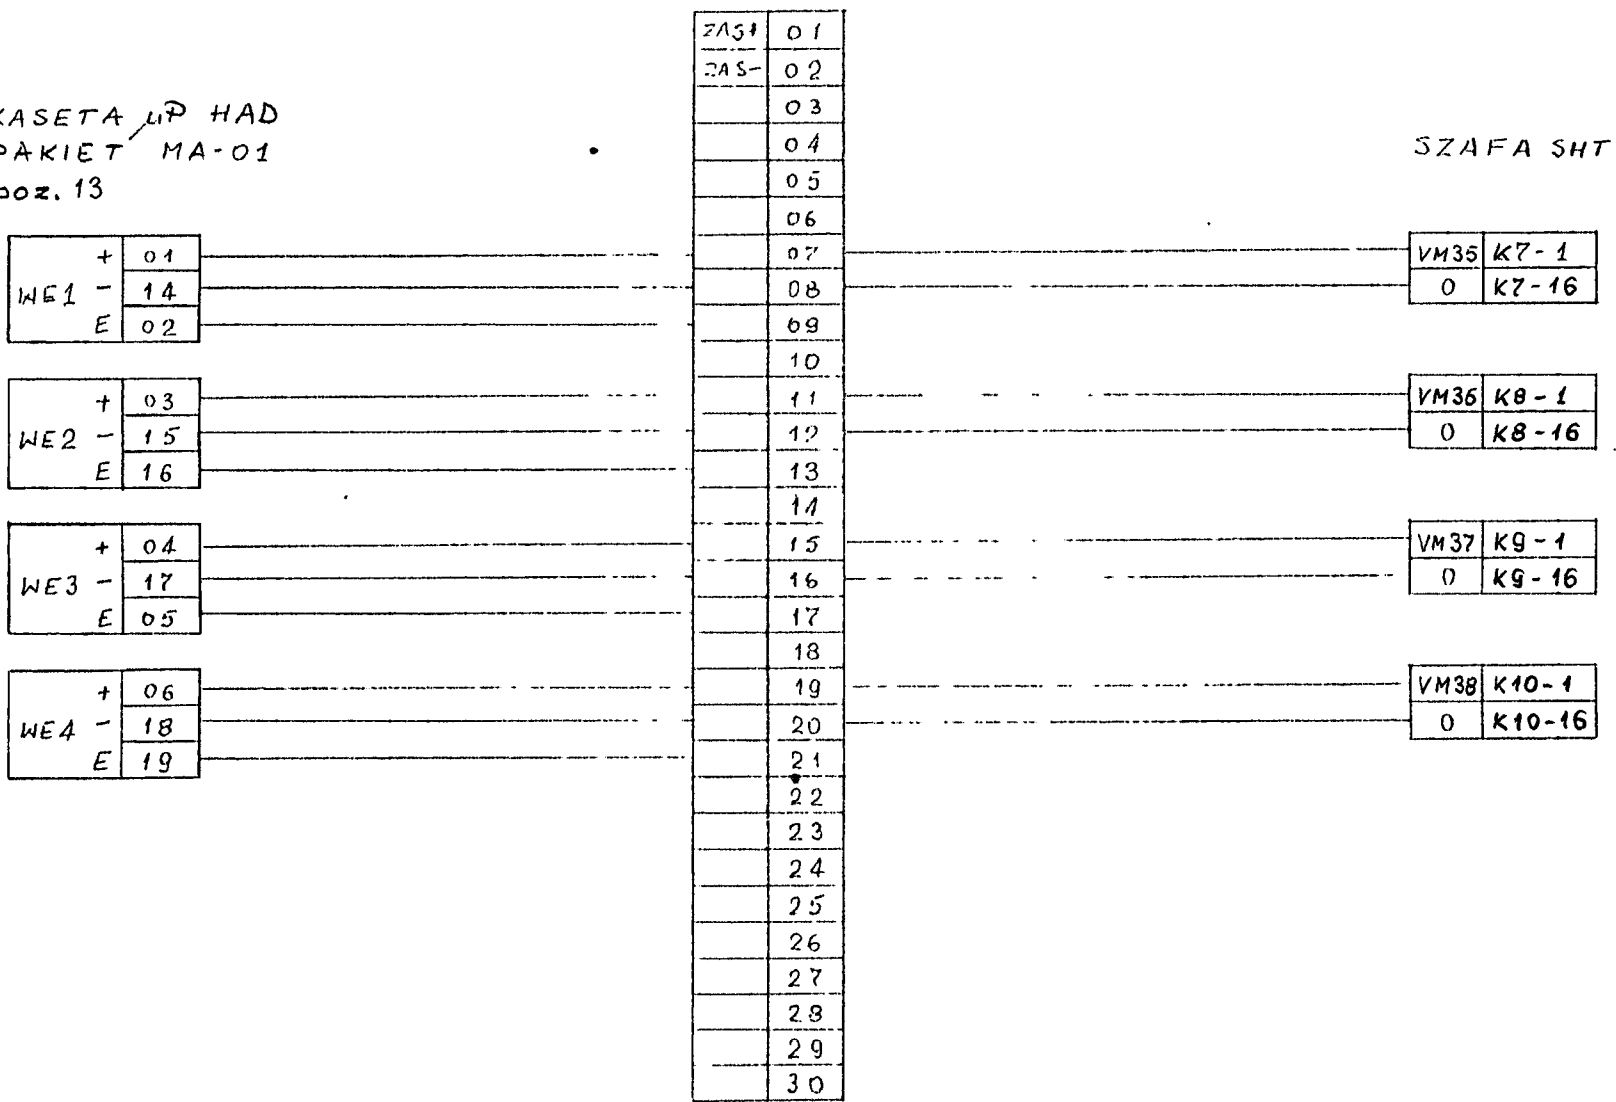 KASETA µP HAD
PAKIET MA-01
poz. 13
SZAFA SHT
ZAS+ 01
ZAS- 02
03
04
05
06
07
08
09
10
11
12
13
14
15
16
17
18
19
20
21
22
23
24
25
26
27
28
29
30
WE1
+ 01
- 14
E 02
WE2
+ 03
- 15
E 16
WE3
+ 04
- 17
E 05
WE4
+ 06
- 18
E 19
VM35 K7-1
0 K7-16
VM36 K8-1
0 K8-16
VM37 K9-1
0 K9-16
VM38 K10-1
0 K10-16